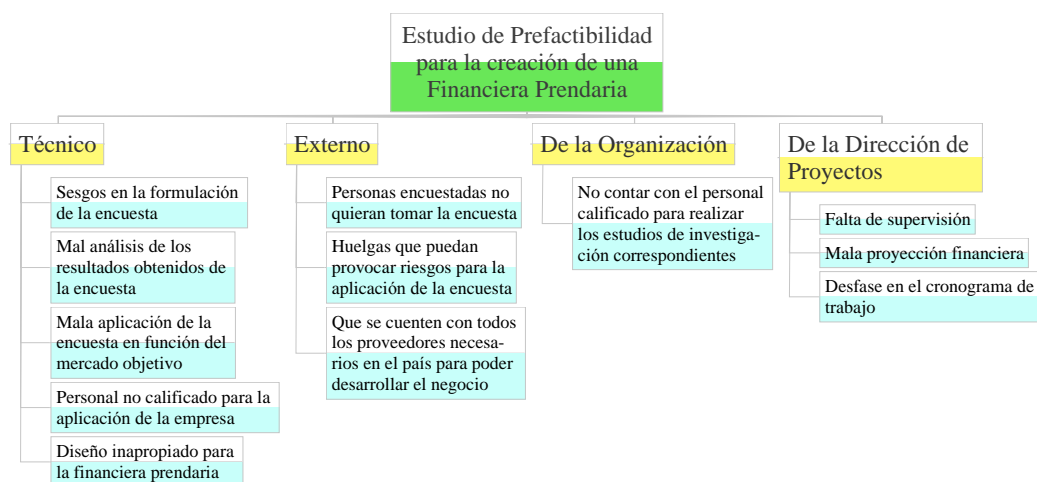 Estudio de Prefactibilidad
para la creación de una
Financiera Prendaria
Técnico
Sesgos en la formulación
de la encuesta
Mal análisis de los
resultados obtenidos de
la encuesta
Mala aplicación de la
encuesta en función del
mercado objetivo
Personal no calificado para la
aplicación de la empresa
Diseño inapropiado para
la financiera prendaria
Externo
Personas encuestadas no
quieran tomar la encuesta
Huelgas que puedan
provocar riesgos para la
aplicación de la encuesta
Que se cuenten con todos
los proveedores necesa-
rios en el país para poder
desarrollar el negocio
De la Organización
No contar con el personal
calificado para realizar
los estudios de investiga-
ción correspondientes
De la Dirección de
Proyectos
Falta de supervisión
Mala proyección financiera
Desfase en el cronograma de
trabajo